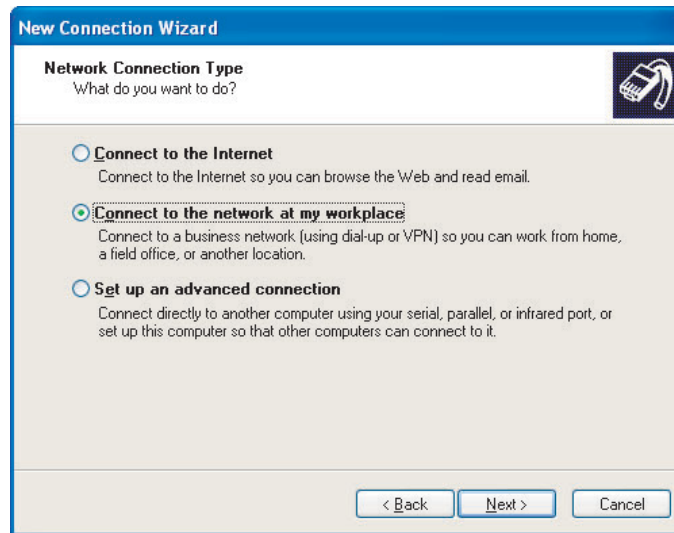 New Connection Wizard
Network Connection Type
What do you want to do?
Connect to the Internet
Connect to the Internet so you can browse the Web and read email.
Connect to the network at my workplace
Connect to a business network (using dial-up or VPN) so you can work from home,
a field office, or another location.
Set up an advanced connection
Connect directly to another computer using your serial, parallel, or infrared port, or
set up this computer so that other computers can connect to it.
< Back Next > Cancel